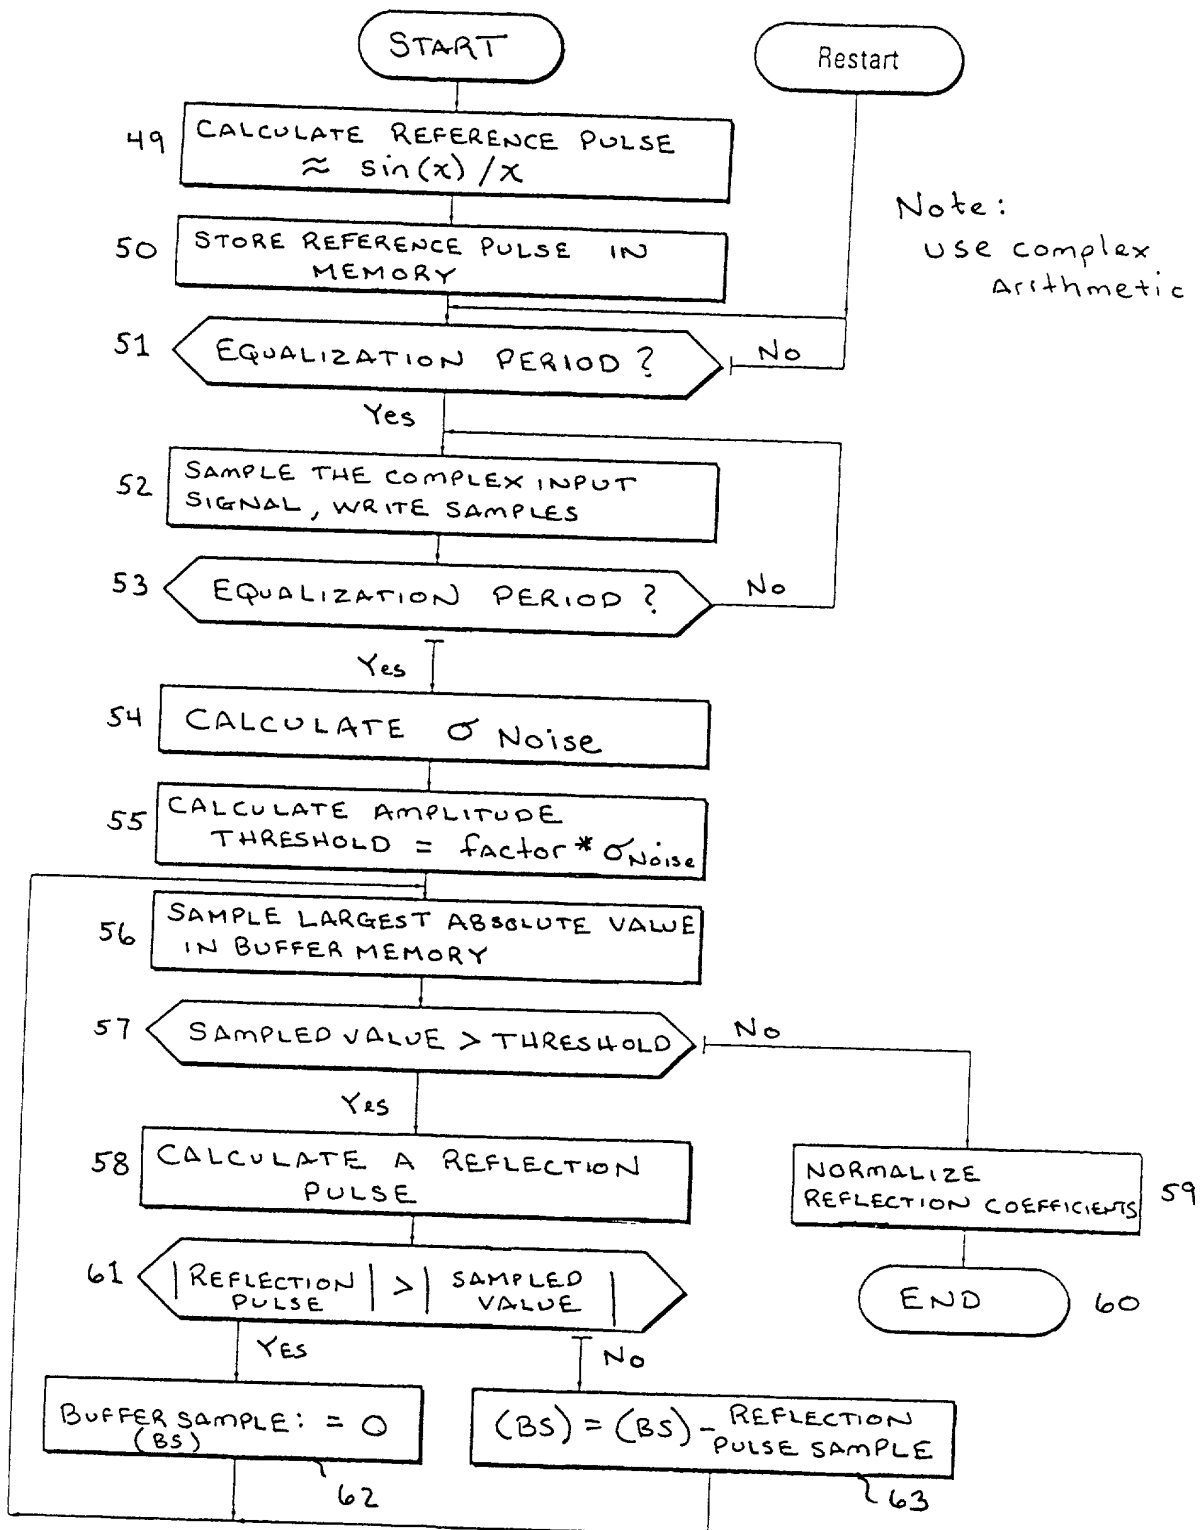 START
Restart
49
CALCULATE REFERENCE PULSE
≈ sin(x)/x
Note:
use complex
Arithmetic
50
STORE REFERENCE PULSE IN
MEMORY
51
EQUALIZATION PERIOD?
No
Yes
52
SAMPLE THE COMPLEX INPUT
SIGNAL, WRITE SAMPLES
53
EQUALIZATION PERIOD?
No
Yes
54
CALCULATE σ Noise
55
CALCULATE AMPLITUDE
THRESHOLD = factor * σ Noise
56
SAMPLE LARGEST ABSOLUTE VALUE
IN BUFFER MEMORY
57
SAMPLED VALUE > THRESHOLD
No
Yes
58
CALCULATE A REFLECTION
PULSE
NORMALIZE
REFLECTION COEFFICIENTS
59
61
| REFLECTION PULSE | > | SAMPLED VALUE |
END
60
YES
No
BUFFER SAMPLE: = 0
(BS)
(BS) = (BS) - REFLECTION
PULSE SAMPLE
62
63